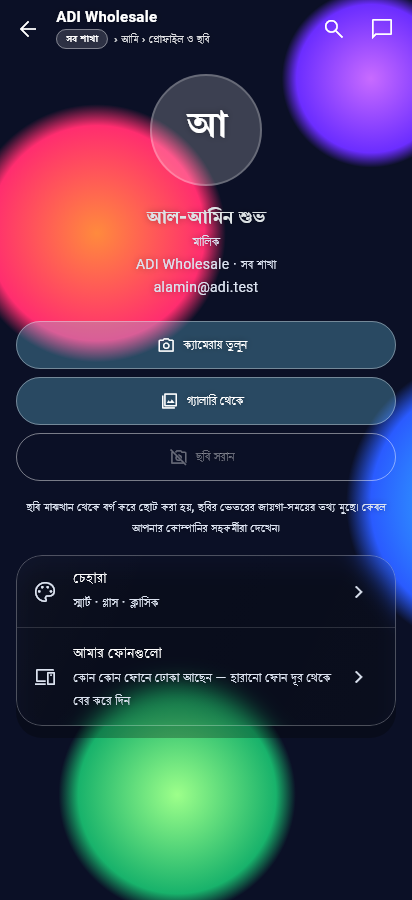 ADI Wholesale
সব শাখা › আমি › প্রোফাইল ও ছবি
আ
আল-আমিন শুভ
মালিক
ADI Wholesale · সব শাখা
alamin@adi.test
ক্যামেরায় তুলুন
গ্যালারি থেকে
ছবি সরান
ছবি মাঝখান থেকে বর্গ করে ছোট করা হয়, ছবির ভেতরের জায়গা-সময়ের তথ্য মুছে। কেবল
আপনার কোম্পানির সহকর্মীরা দেখেন।
চেহারা
স্মার্ট · গ্লাস · ক্লাসিক
আমার ফোনগুলো
কোন কোন ফোনে ঢোকা আছেন — হারানো ফোন দূর থেকে
বের করে দিন